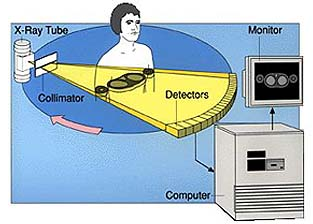 X-Ray Tube
Monitor
Collimator
Detectors
Computer